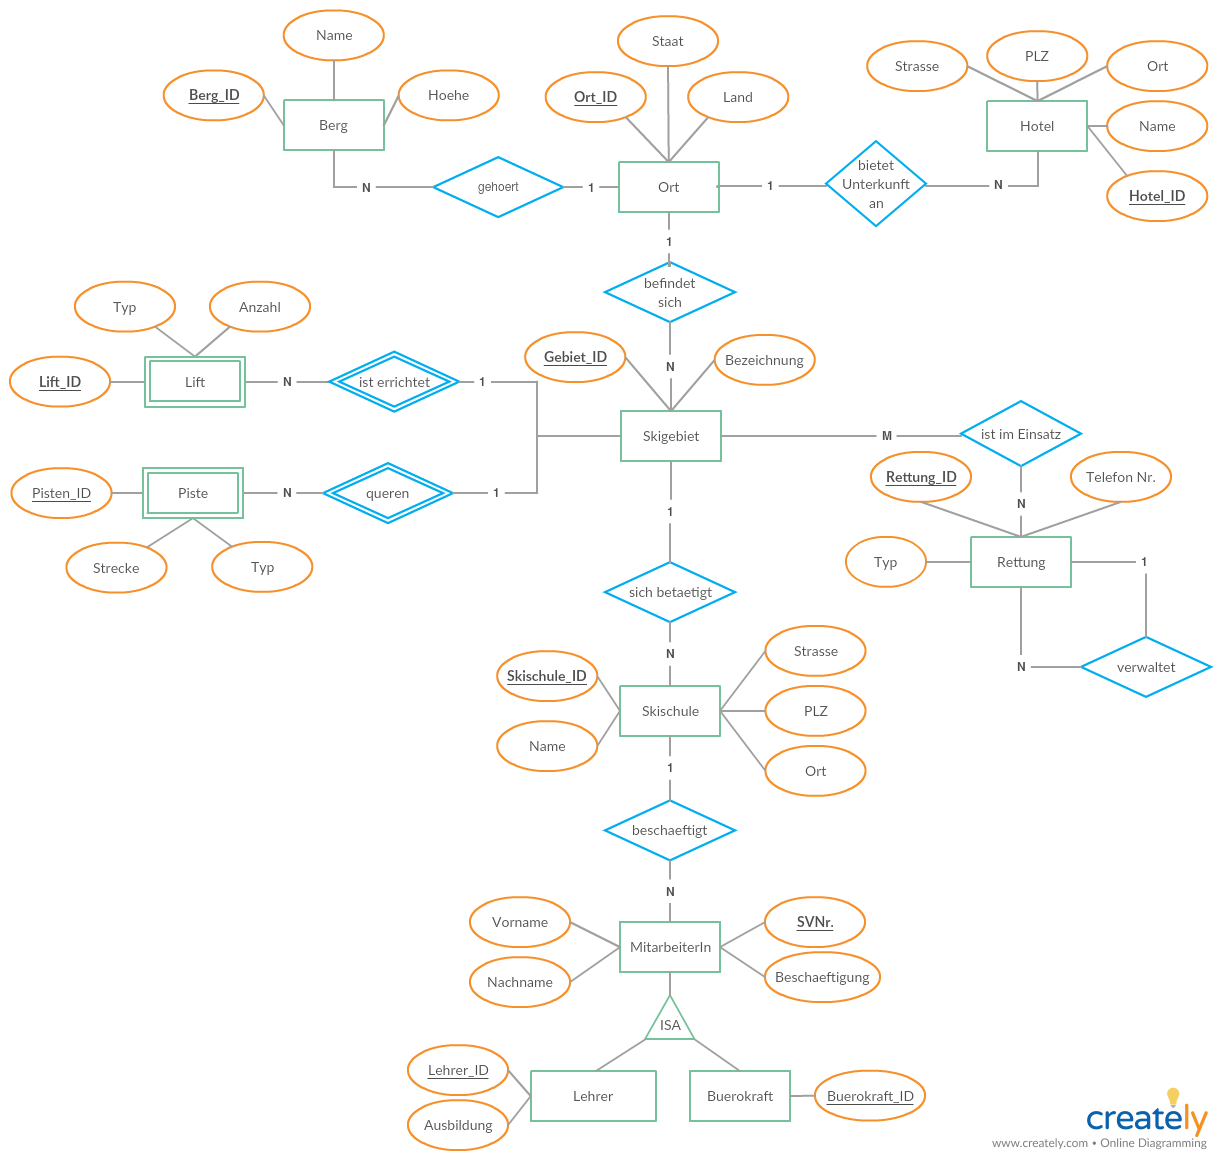 Name
Berg_ID
Hoehe
Berg
N
gehoert
1
Staat
Ort_ID
Land
Ort
1
bietet
Unterkunft
an
N
Strasse
PLZ
Ort
Hotel
Name
Hotel_ID
1
befindet
sich
N
Typ
Anzahl
Lift_ID
Lift
N
ist errichtet
1
Gebiet_ID
Bezeichnung
Skigebiet
M
ist im Einsatz
N
Pisten_ID
Piste
N
queren
1
Strecke
Typ
Rettung_ID
Telefon Nr.
Typ
Rettung
1
N
verwaltet
1
sich betaetigt
N
Skischule_ID
Strasse
Skischule
PLZ
Name
Ort
1
beschaeftigt
N
Vorname
SVNr.
MitarbeiterIn
Nachname
Beschaeftigung
ISA
Lehrer_ID
Lehrer
Ausbildung
Buerokraft
Buerokraft_ID
creately
www.creately.com • Online Diagramming